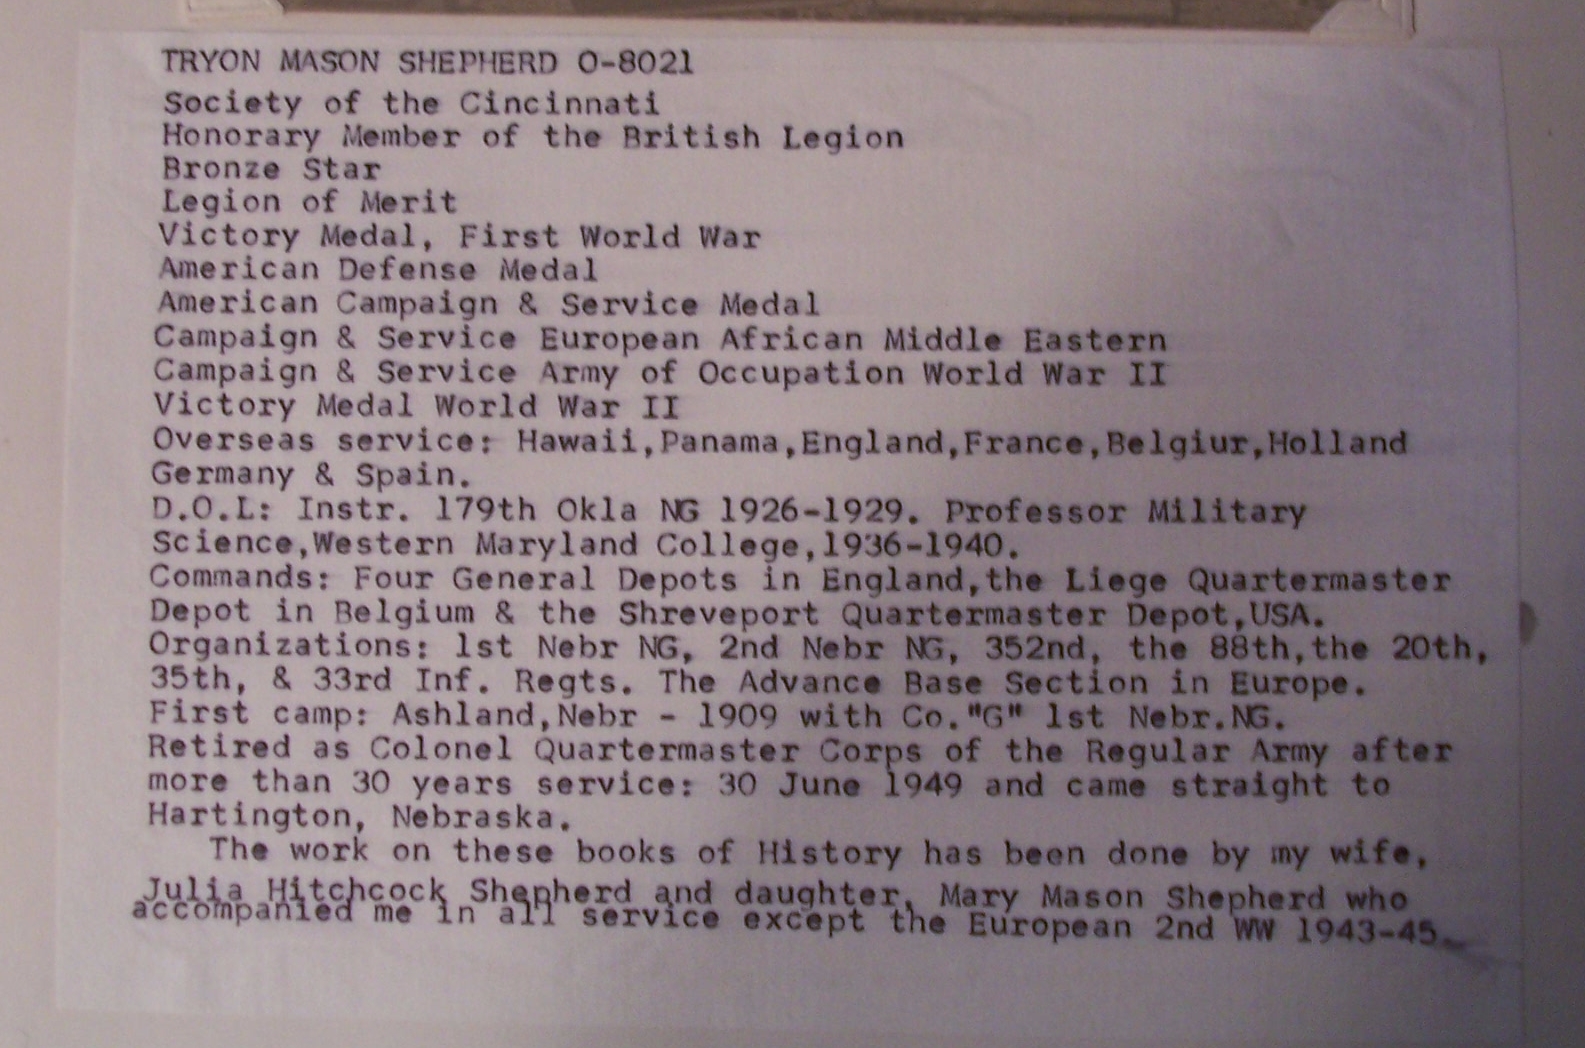 TRYON MASON SHEPHERD O-8021
Society of the Cincinnati
Honorary Member of the British Legion
Bronze Star
Legion of Merit
Victory Medal, First World War
American Defense Medal
American Campaign & Service Medal
Campaign & Service European African Middle Eastern
Campaign & Service Army of Occupation World War II
Victory Medal World War II
Overseas service: Hawaii,Panama,England,France,Belgiur,Holland
Germany & Spain.
D.O.L: Instr. 179th Okla NG 1926-1929. Professor Military
Science,Western Maryland College,1936-1940.
Commands: Four General Depots in England,the Liege Quartermaster
Depot in Belgium & the Shreveport Quartermaster Depot,USA.
Organizations: 1st Nebr NG, 2nd Nebr NG, 352nd, the 88th,the 20th,
35th, & 33rd Inf. Regts. The Advance Base Section in Europe.
First camp: Ashland,Nebr - 1909 with Co."G" 1st Nebr.NG.
Retired as Colonel Quartermaster Corps of the Regular Army after
more than 30 years service: 30 June 1949 and came straight to
Hartington, Nebraska.
The work on these books of History has been done by my wife,
Julia Hitchcock Shepherd and daughter, Mary Mason Shepherd who
accompanied me in all service except the European 2nd WW 1943-45.